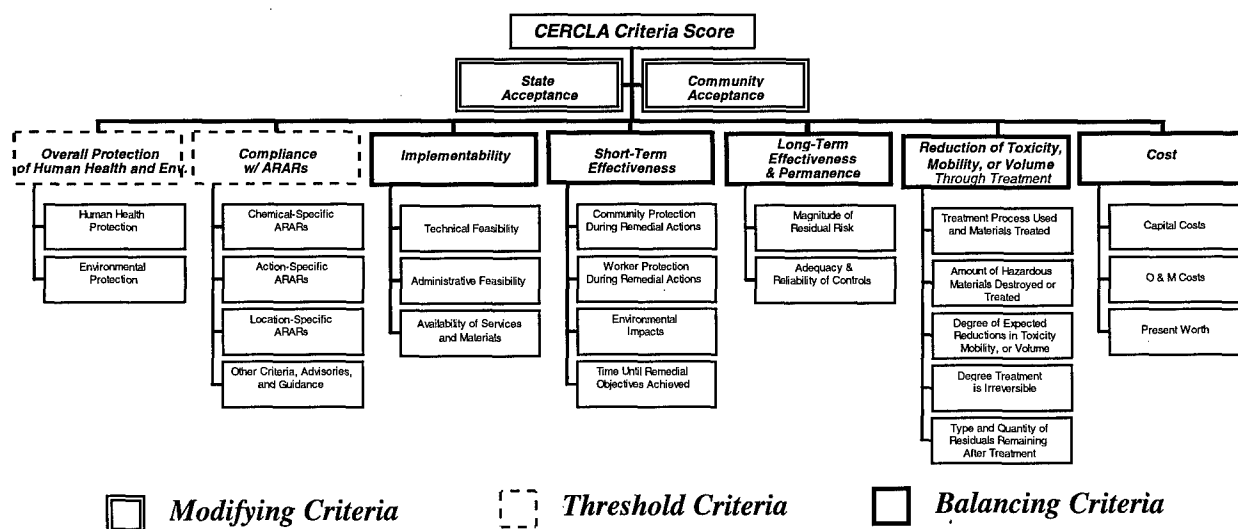 CERCLA Criteria Score
State
Acceptance
Community
Acceptance
Overall Protection
of Human Health and Env.
Human Health
Protection
Environmental
Protection
Compliance
w/ ARARs
Chemical-Specific
ARARs
Action-Specific
ARARs
Location-Specific
ARARs
Other Criteria, Advisories,
and Guidance
Implementability
Technical Feasibility
Administrative Feasibility
Availability of Services
and Materials
Short-Term
Effectiveness
Community Protection
During Remedial Actions
Worker Protection
During Remedial Actions
Environmental
Impacts
Time Until Remedial
Objectives Achieved
Long-Term
Effectiveness
& Permanence
Magnitude of
Residual Risk
Adequacy &
Reliability of Controls
Reduction of Toxicity,
Mobility, or Volume
Through Treatment
Treatment Process Used
and Materials Treated
Amount of Hazardous
Materials Destroyed or
Treated
Degree of Expected
Reductions in Toxicity
Mobility, or Volume
Degree Treatment
is Irreversible
Type and Quantity of
Residuals Remaining
After Treatment
Cost
Capital Costs
O & M Costs
Present Worth
Modifying Criteria
Threshold Criteria
Balancing Criteria